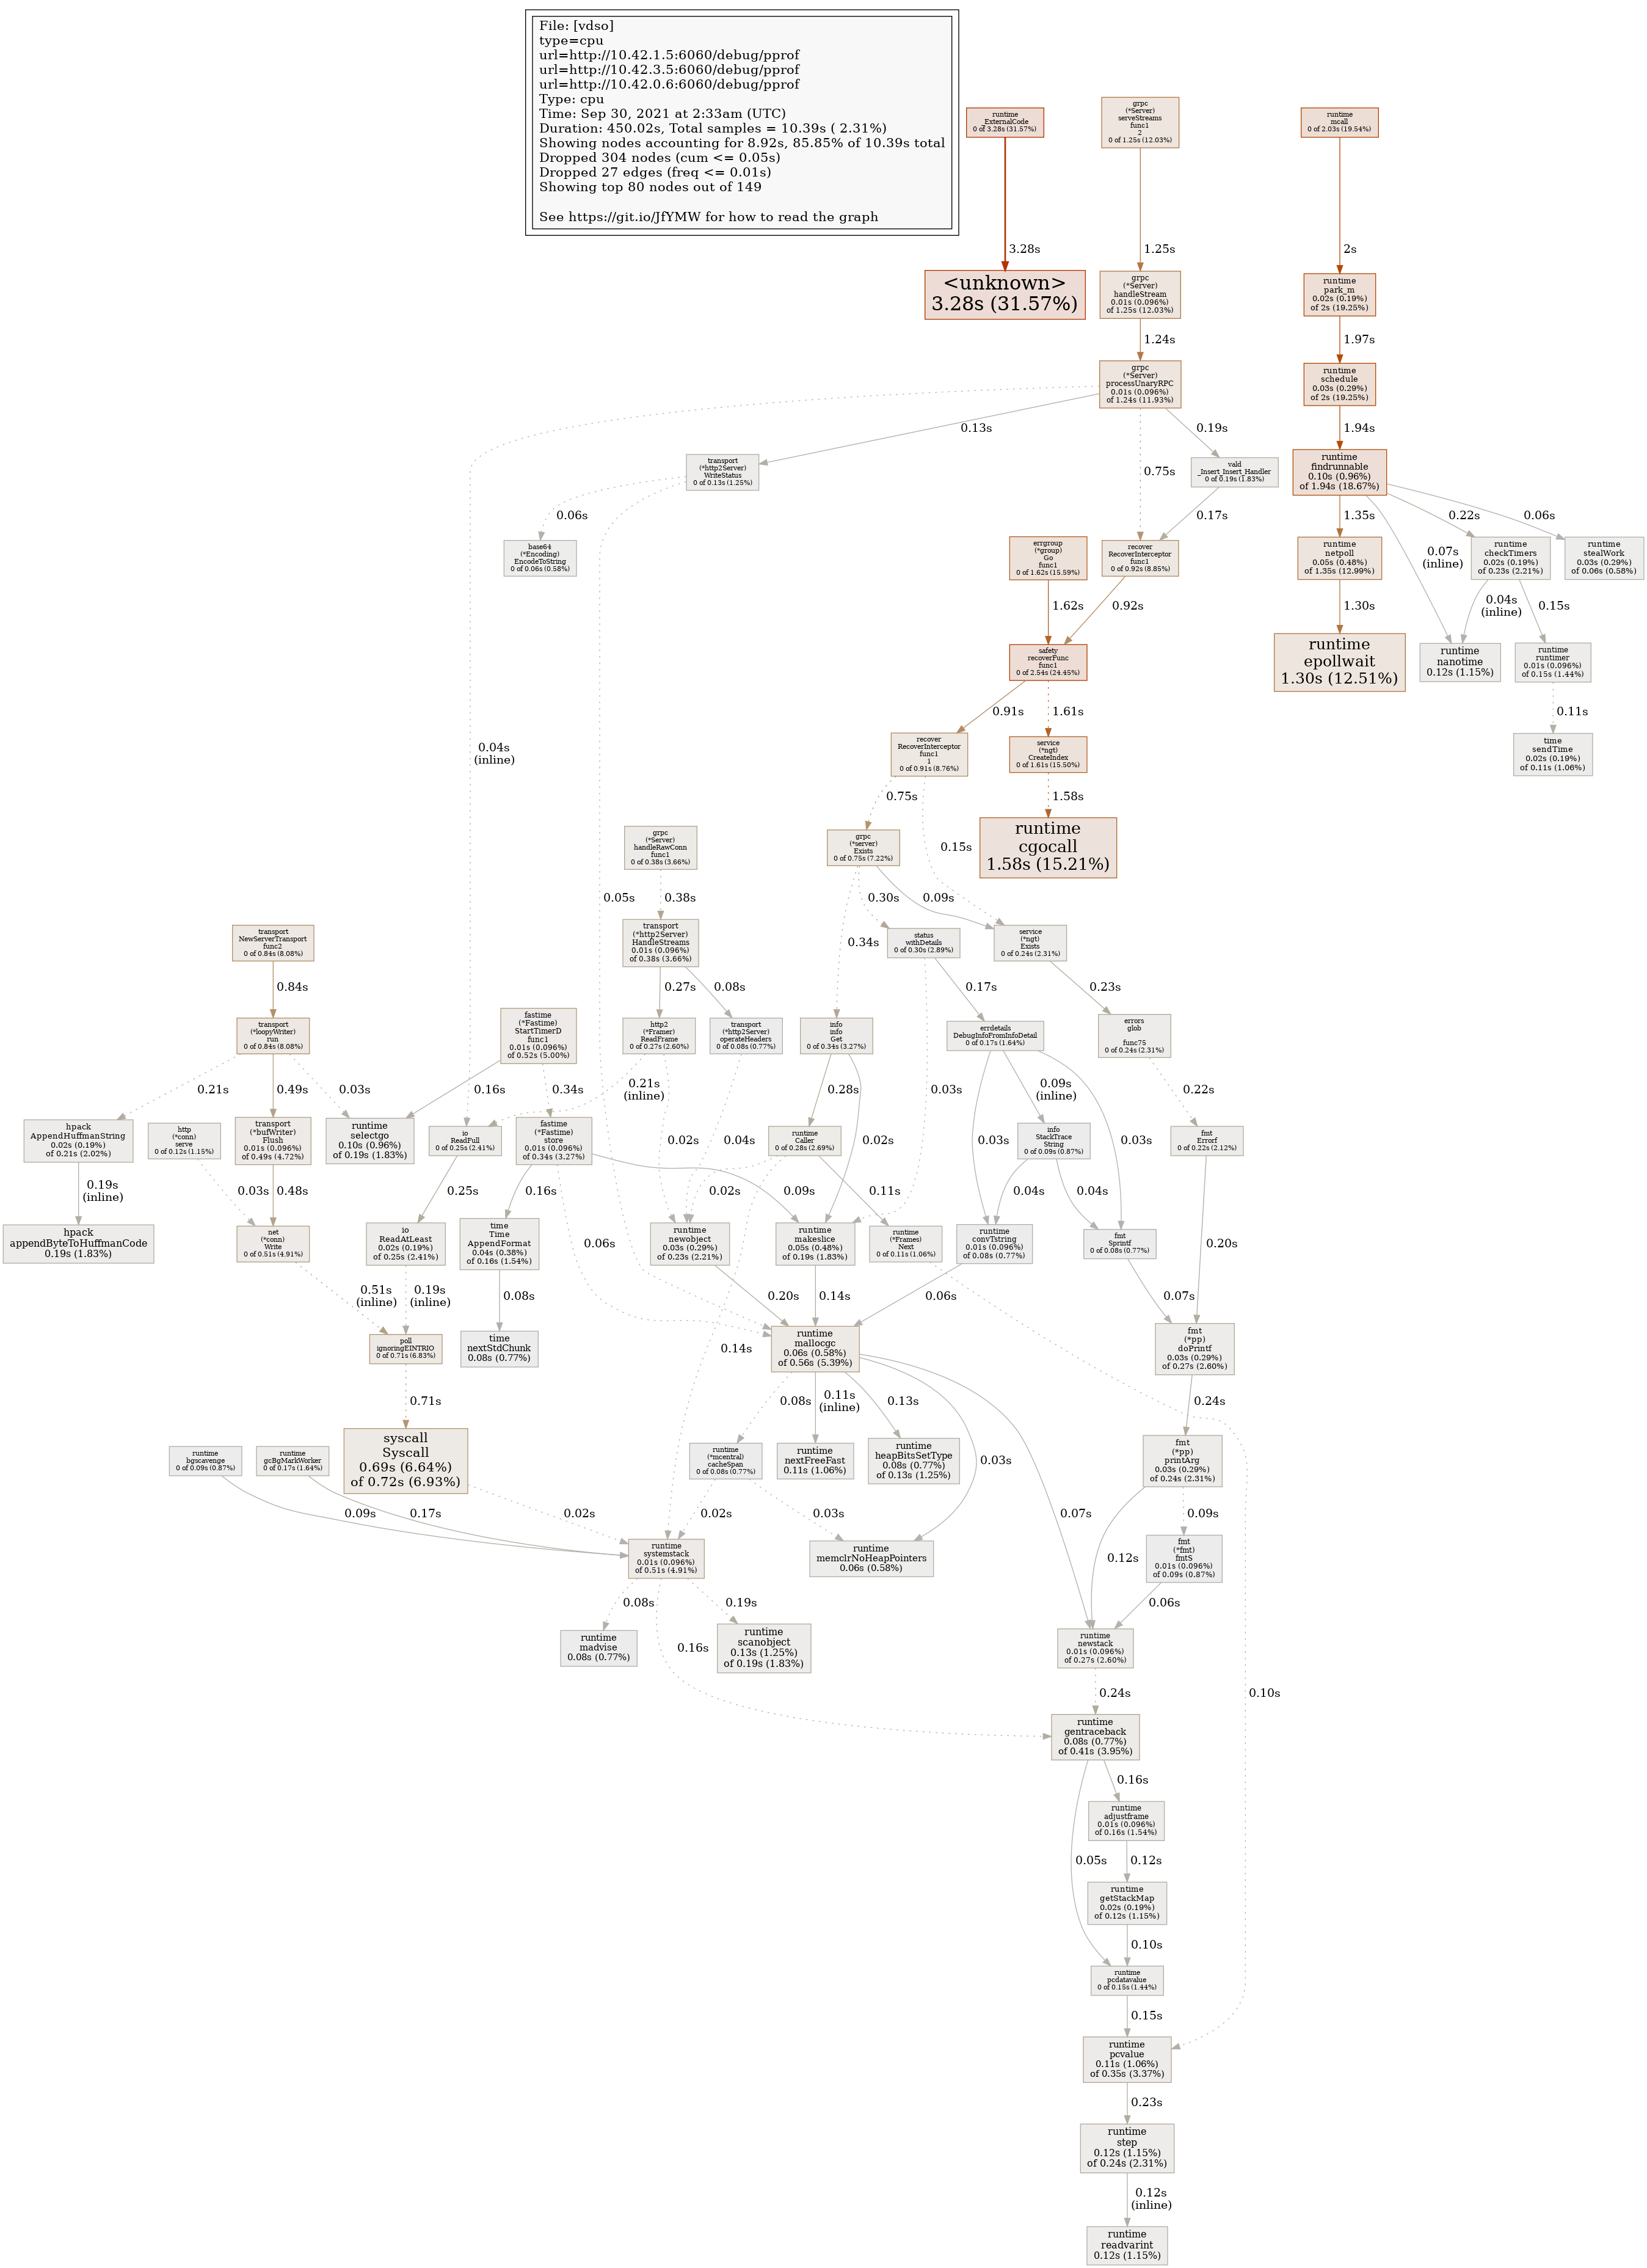 File: [vdso]
type=cpu
url=http://10.42.1.5:6060/debug/pprof
url=http://10.42.3.5:6060/debug/pprof
url=http://10.42.0.6:6060/debug/pprof
Type: cpu
Time: Sep 30, 2021 at 2:33am (UTC)
Duration: 450.02s, Total samples = 10.39s ( 2.31%)
Showing nodes accounting for 8.92s, 85.85% of 10.39s total
Dropped 304 nodes (cum <= 0.05s)
Dropped 27 edges (freq <= 0.01s)
Showing top 80 nodes out of 149
See https://git.io/JfYMW for how to read the graph
runtime
_ExternalCode
0 of 3.28s (31.57%)
grpc
(*Server)
serveStreams
func1
2
0 of 1.25s (12.03%)
runtime
mcall
0 of 2.03s (19.54%)
3.28s
1.25s
2s
<unknown>
3.28s (31.57%)
grpc
(*Server)
handleStream
0.01s (0.096%)
of 1.25s (12.03%)
runtime
park_m
0.02s (0.19%)
of 2s (19.25%)
1.24s
1.97s
grpc
(*Server)
processUnaryRPC
0.01s (0.096%)
of 1.24s (11.93%)
runtime
schedule
0.03s (0.29%)
of 2s (19.25%)
0.13s
0.19s
1.94s
transport
(*http2Server)
WriteStatus
0 of 0.13s (1.25%)
0.75s
vald
_Insert_Insert_Handler
0 of 0.19s (1.83%)
runtime
findrunnable
0.10s (0.96%)
of 1.94s (18.67%)
0.06s
0.17s
1.35s
0.22s
0.06s
0.07s
(inline)
base64
(*Encoding)
EncodeToString
0 of 0.06s (0.58%)
errgroup
(*group)
Go
func1
0 of 1.62s (15.59%)
recover
RecoverInterceptor
func1
0 of 0.92s (8.85%)
runtime
netpoll
0.05s (0.48%)
of 1.35s (12.99%)
runtime
checkTimers
0.02s (0.19%)
of 0.23s (2.21%)
runtime
stealWork
0.03s (0.29%)
of 0.06s (0.58%)
1.62s
0.92s
1.30s
0.04s
(inline)
0.15s
safety
recoverFunc
func1
0 of 2.54s (24.45%)
runtime
epollwait
1.30s (12.51%)
runtime
nanotime
0.12s (1.15%)
runtime
runtimer
0.01s (0.096%)
of 0.15s (1.44%)
0.91s
1.61s
0.11s
0.04s
(inline)
recover
RecoverInterceptor
func1
1
0 of 0.91s (8.76%)
service
(*ngt)
CreateIndex
0 of 1.61s (15.50%)
time
sendTime
0.02s (0.19%)
of 0.11s (1.06%)
0.75s
1.58s
grpc
(*Server)
handleRawConn
func1
0 of 0.38s (3.66%)
grpc
(*server)
Exists
0 of 0.75s (7.22%)
0.15s
runtime
cgocall
1.58s (15.21%)
0.05s
0.38s
0.30s
0.09s
transport
NewServerTransport
func2
0 of 0.84s (8.08%)
transport
(*http2Server)
HandleStreams
0.01s (0.096%)
of 0.38s (3.66%)
0.34s
status
withDetails
0 of 0.30s (2.89%)
service
(*ngt)
Exists
0 of 0.24s (2.31%)
0.84s
0.27s
0.08s
0.17s
0.23s
transport
(*loopyWriter)
run
0 of 0.84s (8.08%)
fastime
(*Fastime)
StartTimerD
func1
0.01s (0.096%)
of 0.52s (5.00%)
http2
(*Framer)
ReadFrame
0 of 0.27s (2.60%)
transport
(*http2Server)
operateHeaders
0 of 0.08s (0.77%)
info
info
Get
0 of 0.34s (3.27%)
errdetails
DebugInfoFromInfoDetail
0 of 0.17s (1.64%)
errors
glob

func75
0 of 0.24s (2.31%)
0.21s
0.49s
0.03s
0.16s
0.34s
0.21s
(inline)
0.28s
0.03s
0.09s
(inline)
0.22s
hpack
AppendHuffmanString
0.02s (0.19%)
of 0.21s (2.02%)
http
(*conn)
serve
0 of 0.12s (1.15%)
transport
(*bufWriter)
Flush
0.01s (0.096%)
of 0.49s (4.72%)
runtime
selectgo
0.10s (0.96%)
of 0.19s (1.83%)
io
ReadFull
0 of 0.25s (2.41%)
fastime
(*Fastime)
store
0.01s (0.096%)
of 0.34s (3.27%)
0.02s
0.04s
runtime
Caller
0 of 0.28s (2.69%)
0.02s
0.03s
info
StackTrace
String
0 of 0.09s (0.87%)
0.03s
fmt
Errorf
0 of 0.22s (2.12%)
0.19s
(inline)
0.03s
0.48s
0.25s
0.16s
0.09s
0.02s
0.11s
0.04s
0.04s
hpack
appendByteToHuffmanCode
0.19s (1.83%)
net
(*conn)
Write
0 of 0.51s (4.91%)
io
ReadAtLeast
0.02s (0.19%)
of 0.25s (2.41%)
time
Time
AppendFormat
0.04s (0.38%)
of 0.16s (1.54%)
0.06s
runtime
newobject
0.03s (0.29%)
of 0.23s (2.21%)
runtime
makeslice
0.05s (0.48%)
of 0.19s (1.83%)
runtime
(*Frames)
Next
0 of 0.11s (1.06%)
runtime
convTstring
0.01s (0.096%)
of 0.08s (0.77%)
fmt
Sprintf
0 of 0.08s (0.77%)
0.20s
0.51s
(inline)
0.19s
(inline)
0.08s
0.20s
0.14s
0.06s
0.07s
poll
ignoringEINTRIO
0 of 0.71s (6.83%)
time
nextStdChunk
0.08s (0.77%)
0.14s
runtime
mallocgc
0.06s (0.58%)
of 0.56s (5.39%)
fmt
(*pp)
doPrintf
0.03s (0.29%)
of 0.27s (2.60%)
0.71s
0.08s
0.11s
(inline)
0.13s
0.24s
runtime
bgscavenge
0 of 0.09s (0.87%)
runtime
gcBgMarkWorker
0 of 0.17s (1.64%)
syscall
Syscall
0.69s (6.64%)
of 0.72s (6.93%)
runtime
(*mcentral)
cacheSpan
0 of 0.08s (0.77%)
runtime
nextFreeFast
0.11s (1.06%)
runtime
heapBitsSetType
0.08s (0.77%)
of 0.13s (1.25%)
0.03s
fmt
(*pp)
printArg
0.03s (0.29%)
of 0.24s (2.31%)
0.09s
0.17s
0.02s
0.02s
0.03s
0.07s
0.09s
runtime
systemstack
0.01s (0.096%)
of 0.51s (4.91%)
runtime
memclrNoHeapPointers
0.06s (0.58%)
0.12s
fmt
(*fmt)
fmtS
0.01s (0.096%)
of 0.09s (0.87%)
0.08s
0.19s
0.06s
runtime
madvise
0.08s (0.77%)
0.16s
runtime
scanobject
0.13s (1.25%)
of 0.19s (1.83%)
runtime
newstack
0.01s (0.096%)
of 0.27s (2.60%)
0.24s
0.10s
runtime
gentraceback
0.08s (0.77%)
of 0.41s (3.95%)
0.16s
runtime
adjustframe
0.01s (0.096%)
of 0.16s (1.54%)
0.05s
0.12s
runtime
getStackMap
0.02s (0.19%)
of 0.12s (1.15%)
0.10s
runtime
pcdatavalue
0 of 0.15s (1.44%)
0.15s
runtime
pcvalue
0.11s (1.06%)
of 0.35s (3.37%)
0.23s
runtime
step
0.12s (1.15%)
of 0.24s (2.31%)
0.12s
(inline)
runtime
readvarint
0.12s (1.15%)